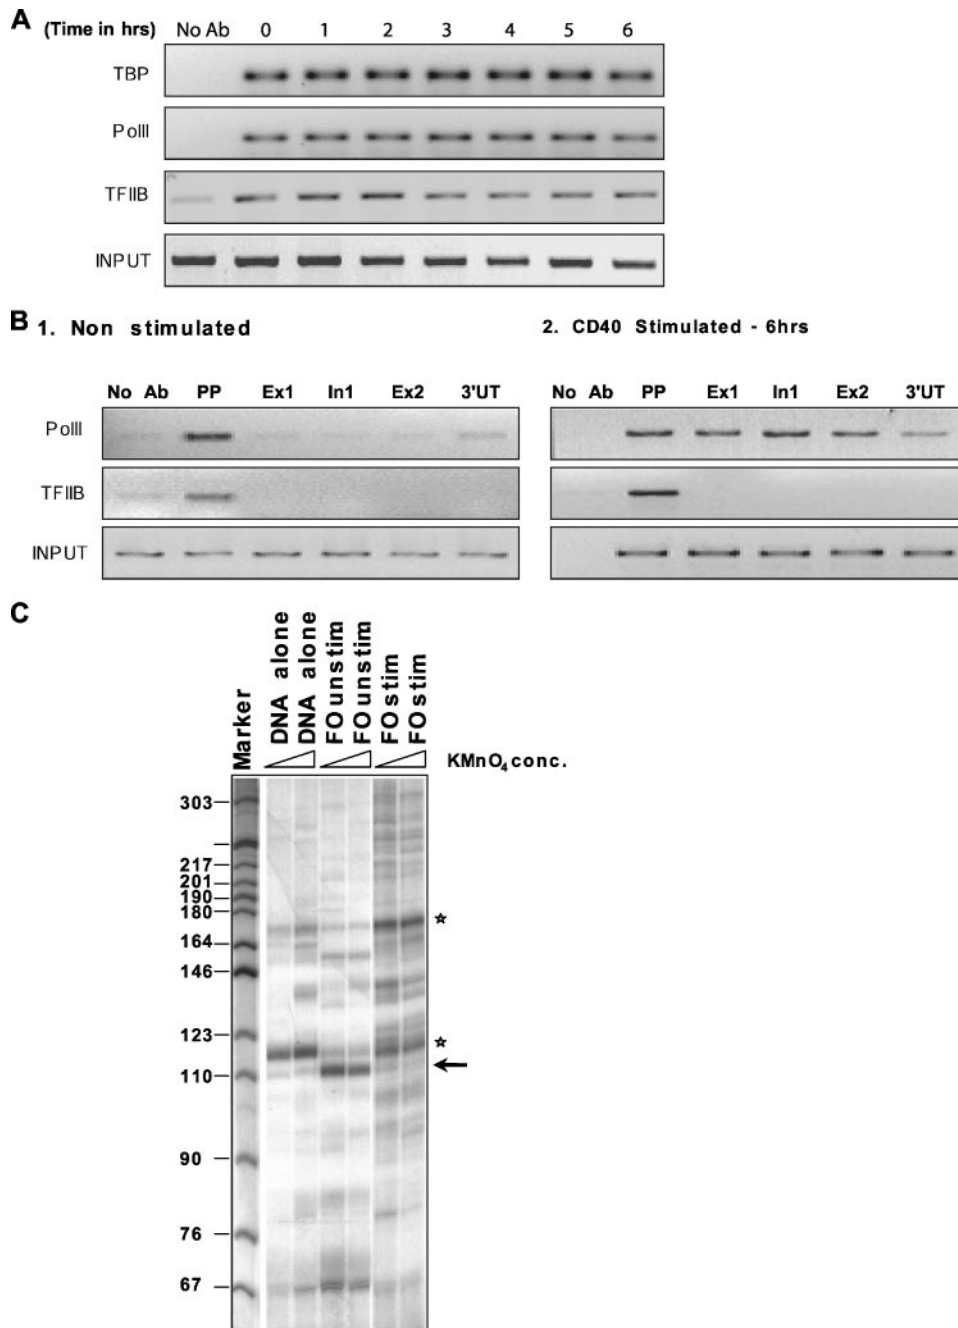 A (Time in hrs) No Ab 0 1 2 3 4 5 6
TBP
PolII
TFIIB
INPUT
B 1. Non stimulated
2. CD40 Stimulated - 6hrs
No Ab PP Ex1 In1 Ex2 3'UT
No Ab PP Ex1 In1 Ex2 3'UT
PolII
TFIIB
INPUT
C
Marker
DNA alone
DNA alone
FO unstim
FO unstim
FO stim
FO stim
KMnO4 conc.
303
217
201
190
180
164
146
123
110
90
76
67